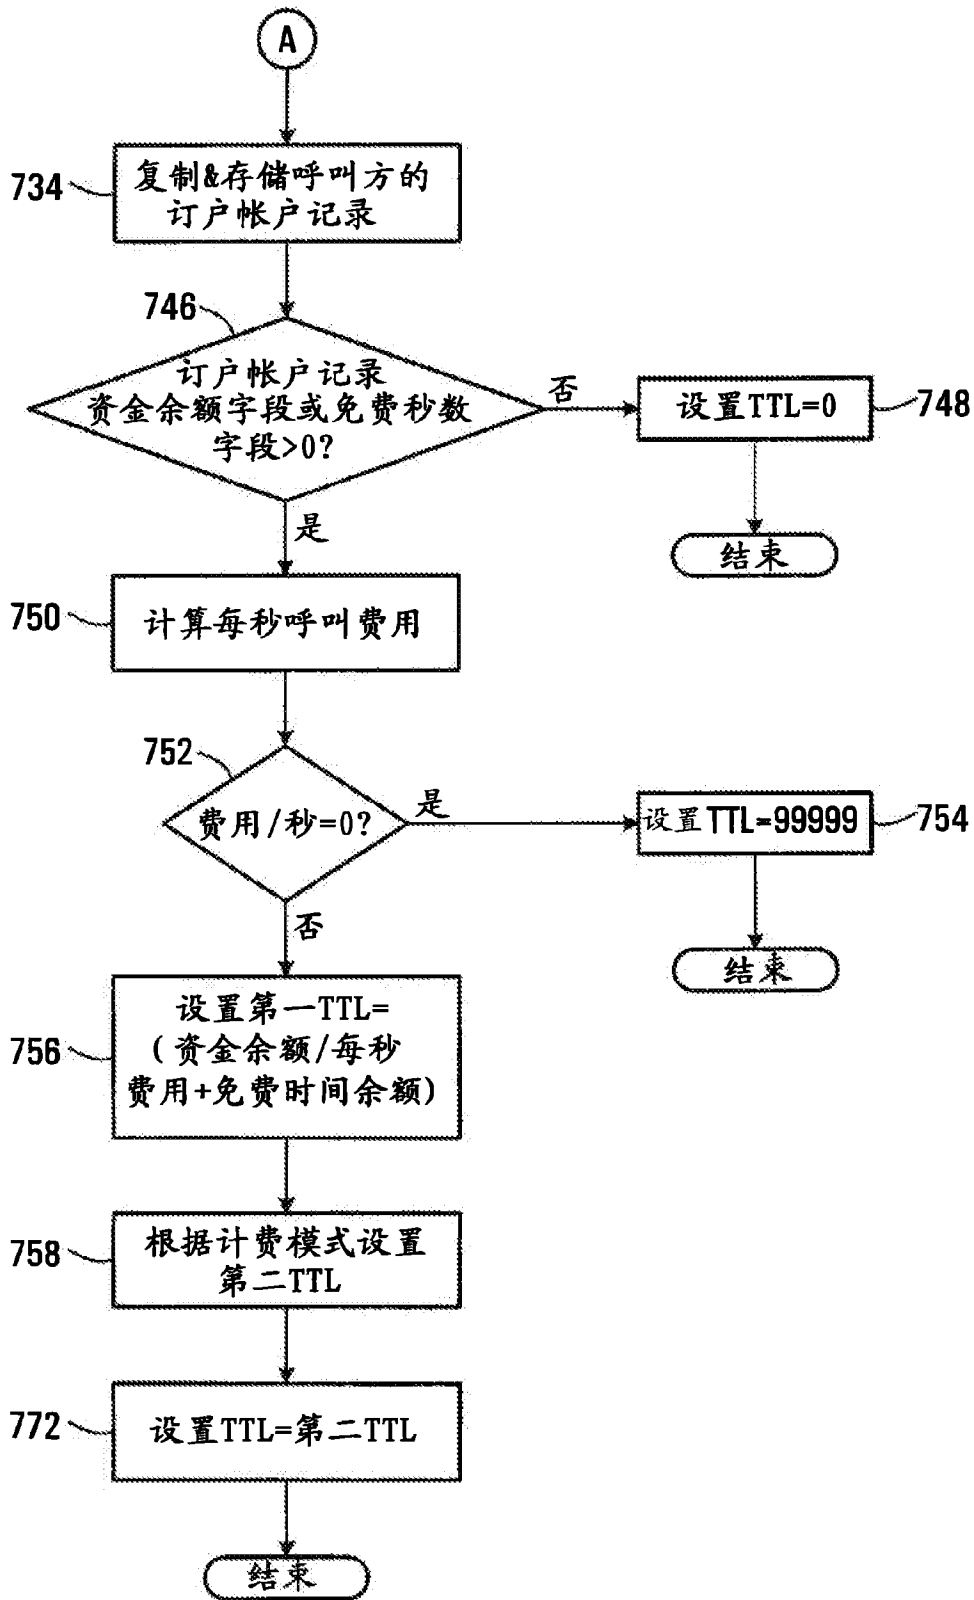 A
734
复制&存储呼叫方的
订户帐户记录
746
订户帐户记录
资金余额字段或免费秒数
字段>0?
否
设置TTL=0
748
结束
是
750
计算每秒呼叫费用
752
费用/秒=0?
是
设置TTL=99999
754
结束
否
756
设置第一TTL=
(资金余额/每秒
费用+免费时间余额)
758
根据计费模式设置
第二TTL
772
设置TTL=第二TTL
结束